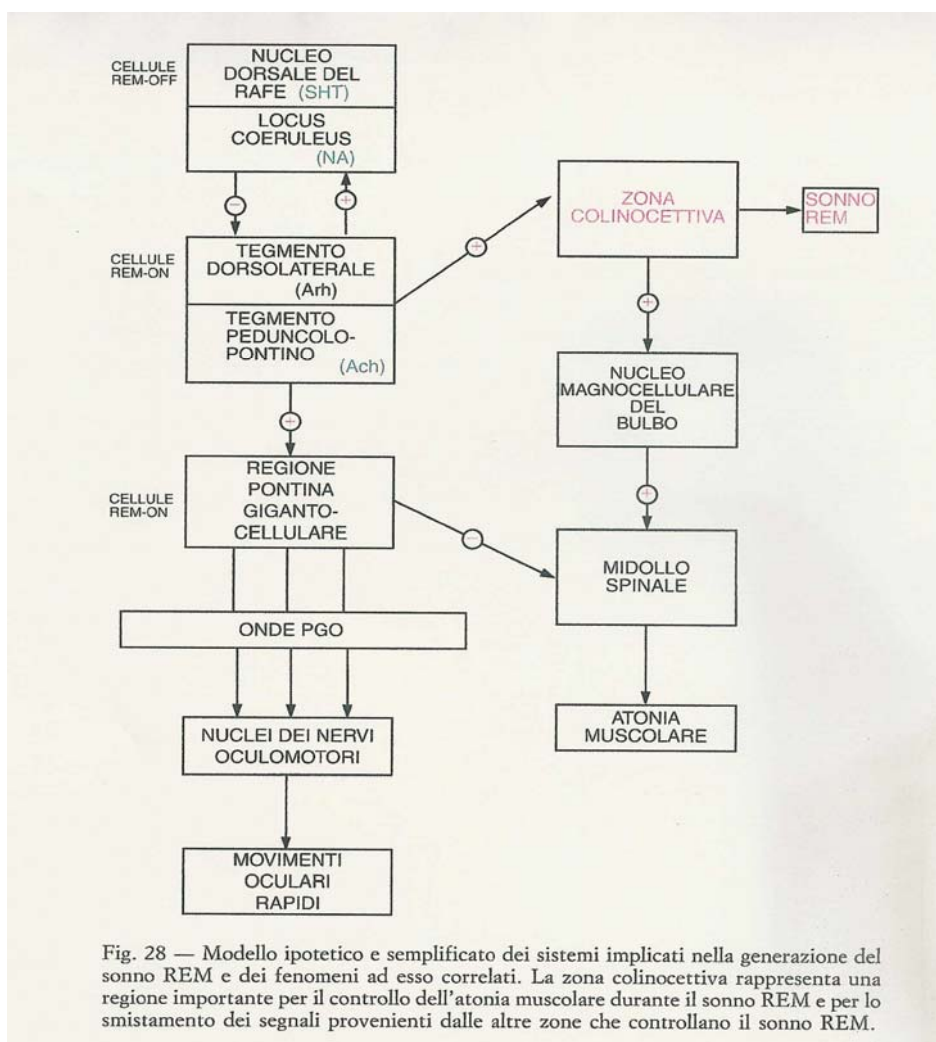 CELLULE
REM-OFF
NUCLEO
DORSALE DEL
RAFE (SHT)
LOCUS
COERULEUS
(NA)
−
+
CELLULE
REM-ON
TEGMENTO
DORSOLATERALE
(Arh)
TEGMENTO
PEDUNCOLO-
PONTINO
(Ach)
+
ZONA
COLINOCETTIVA
SONNO
REM
+
NUCLEO
MAGNOCELLULARE
DEL
BULBO
+
+
CELLULE
REM-ON
REGIONE
PONTINA
GIGANTO-
CELLULARE
−
MIDOLLO
SPINALE
ONDE PGO
NUCLEI DEI NERVI
OCULOMOTORI
ATONIA
MUSCOLARE
MOVIMENTI
OCULARI
RAPIDI
Fig. 28 — Modello ipotetico e semplificato dei sistemi implicati nella generazione del
sonno REM e dei fenomeni ad esso correlati. La zona colinocettiva rappresenta una
regione importante per il controllo dell'atonia muscolare durante il sonno REM e per lo
smistamento dei segnali provenienti dalle altre zone che controllano il sonno REM.